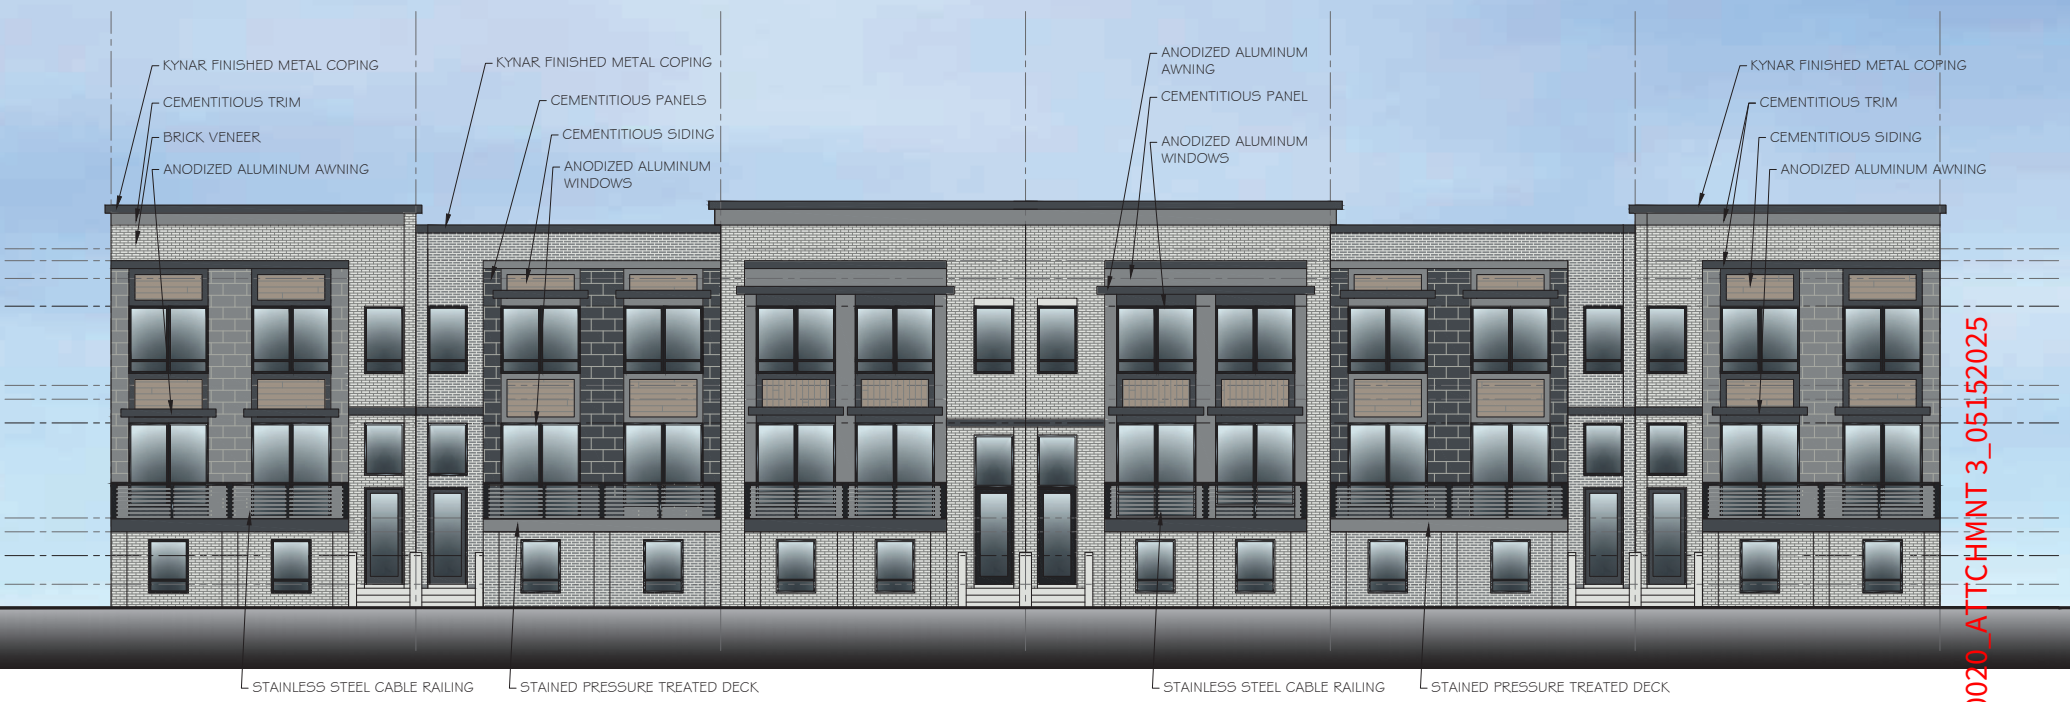 KYNAR FINISHED METAL COPING
CEMENTITIOUS TRIM
BRICK VENEER
ANODIZED ALUMINUM AWNING
KYNAR FINISHED METAL COPING
CEMENTITIOUS PANELS
CEMENTITIOUS SIDING
ANODIZED ALUMINUM
WINDOWS
ANODIZED ALUMINUM
AWNING
CEMENTITIOUS PANEL
ANODIZED ALUMINUM
WINDOWS
KYNAR FINISHED METAL COPING
CEMENTITIOUS TRIM
CEMENTITIOUS SIDING
ANODIZED ALUMINUM AWNING
STAINLESS STEEL CABLE RAILING
STAINED PRESSURE TREATED DECK
STAINLESS STEEL CABLE RAILING
STAINED PRESSURE TREATED DECK
0020_ATTCHMNT 3_05152025